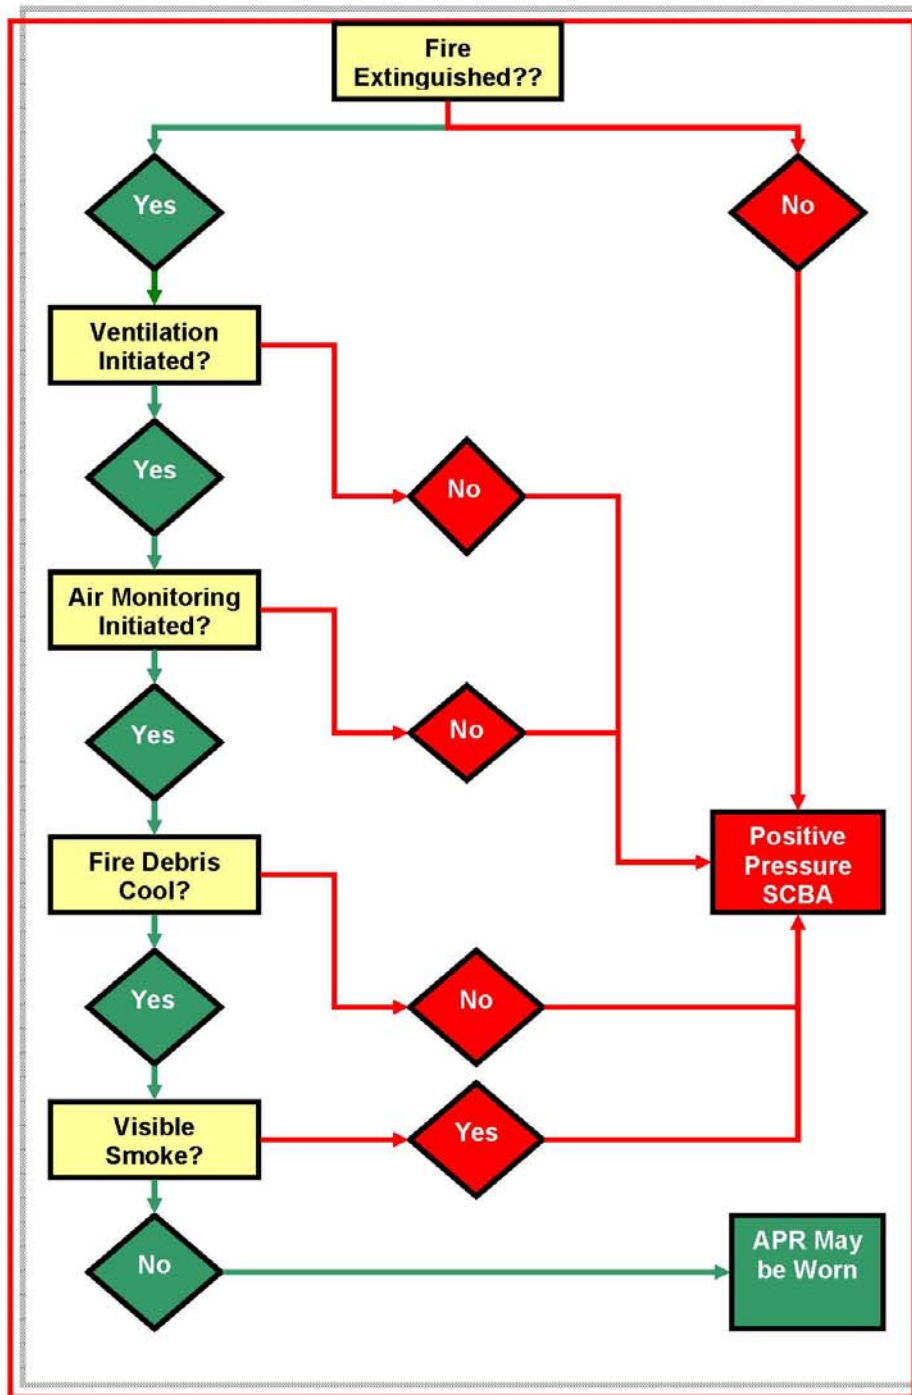 Fire
Extinguished??
Yes
No
Ventilation
Initiated?
Yes
No
Air Monitoring
Initiated?
Yes
No
Fire Debris
Cool?
Positive
Pressure
SCBA
Yes
No
Visible
Smoke?
Yes
No
APR May
be Worn